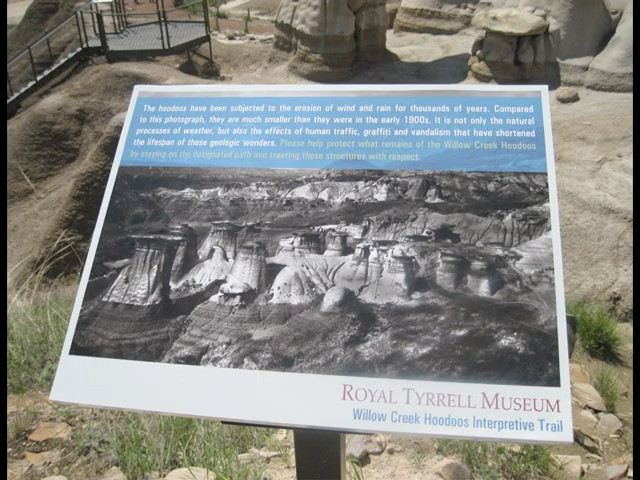 The hoodoos have been subjected to the erosion of wind and rain for thousands of years. Compared
to this photograph, they are much smaller than they were in the early 1900s. It is not only the natural
processes of weather, but also the effects of human traffic, graffiti and vandalism that have shortened
the lifespan of these geologic wonders. Please help protect what remains of the Willow Creek Hoodoos
by staying on the designated path and treating these structures with respect.
ROYAL TYRRELL MUSEUM
Willow Creek Hoodoos Interpretive Trail